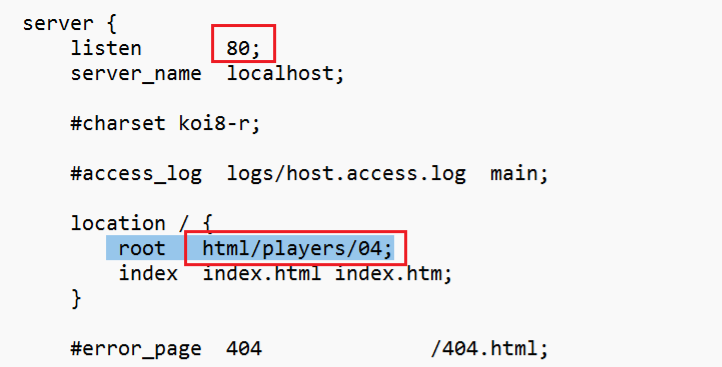 server {
listen 80;
server_name localhost;
#charset koi8-r;
#access_log logs/host.access.log main;
location / {
root html/players/04;
index index.html index.htm;
}
#error_page 404 /404.html;